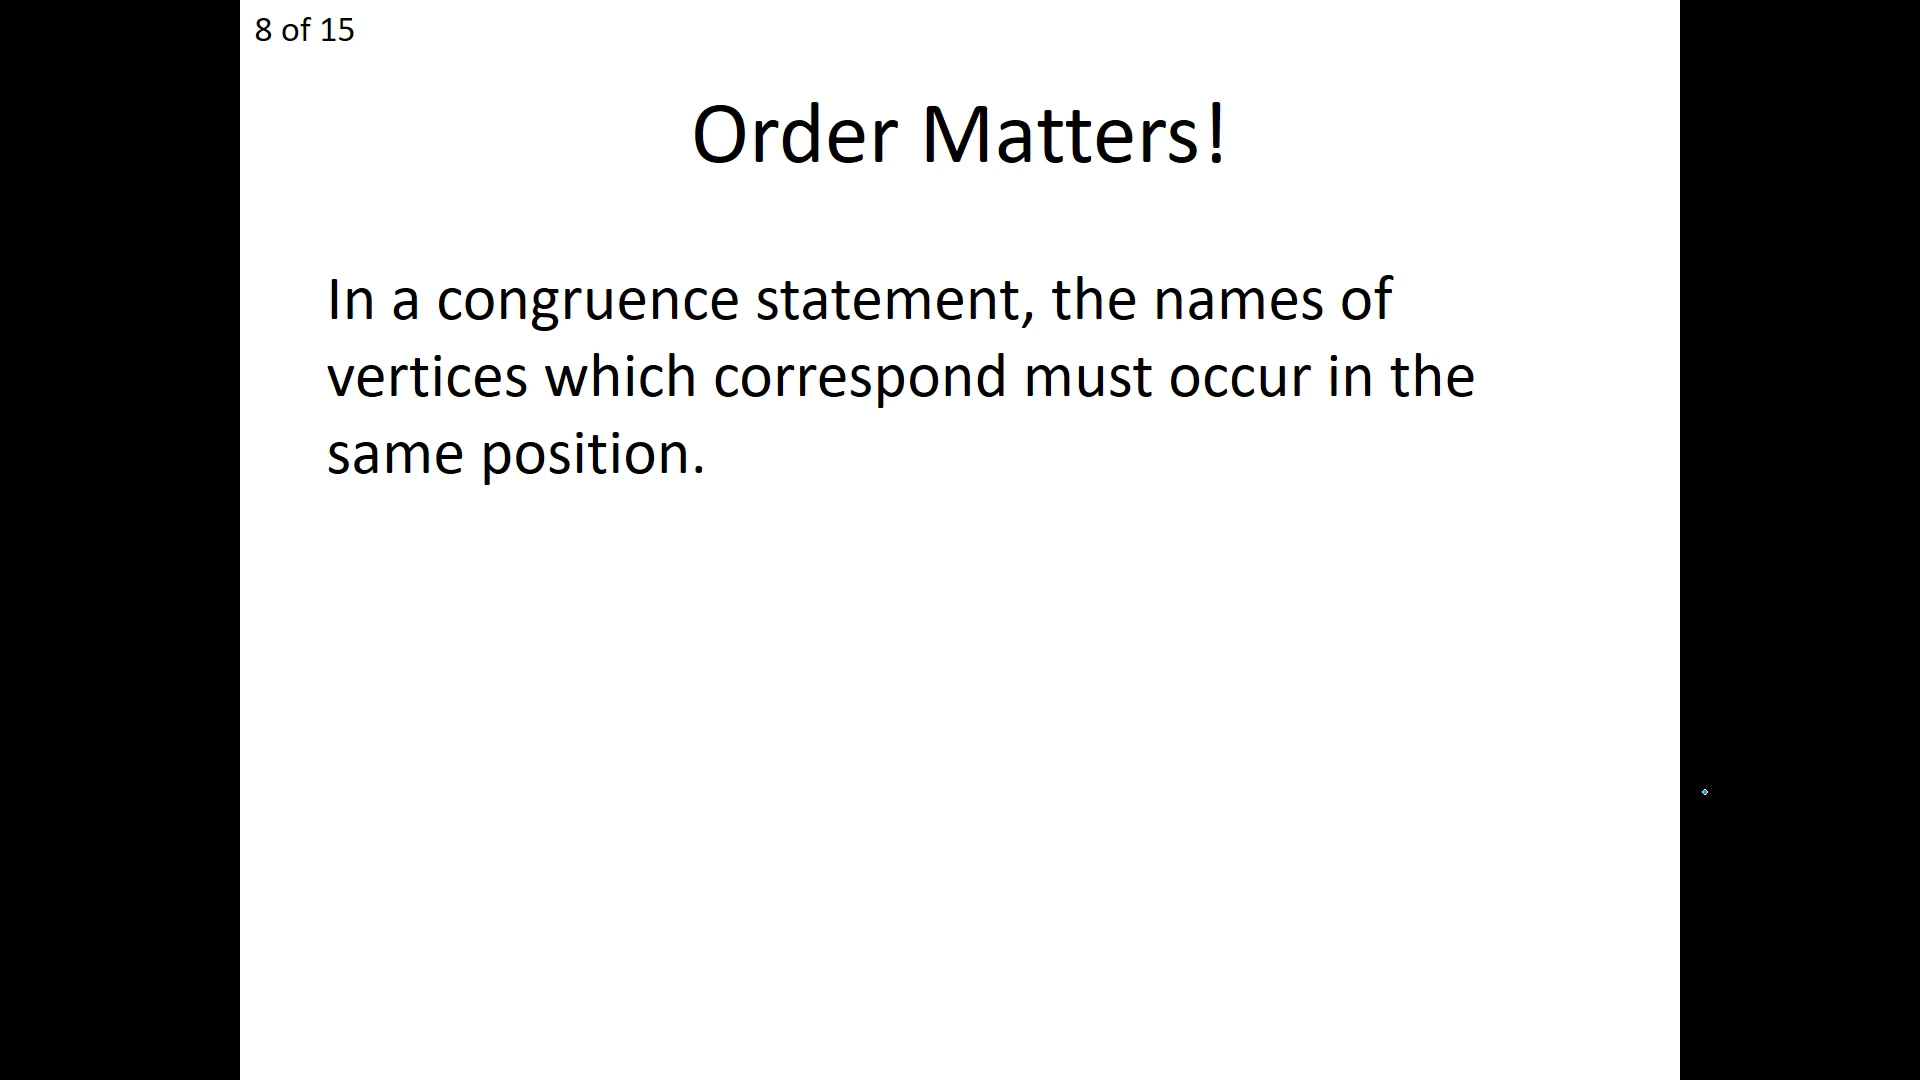 8 of 15
Order Matters!
In a congruence statement, the names of
vertices which correspond must occur in the
same position.